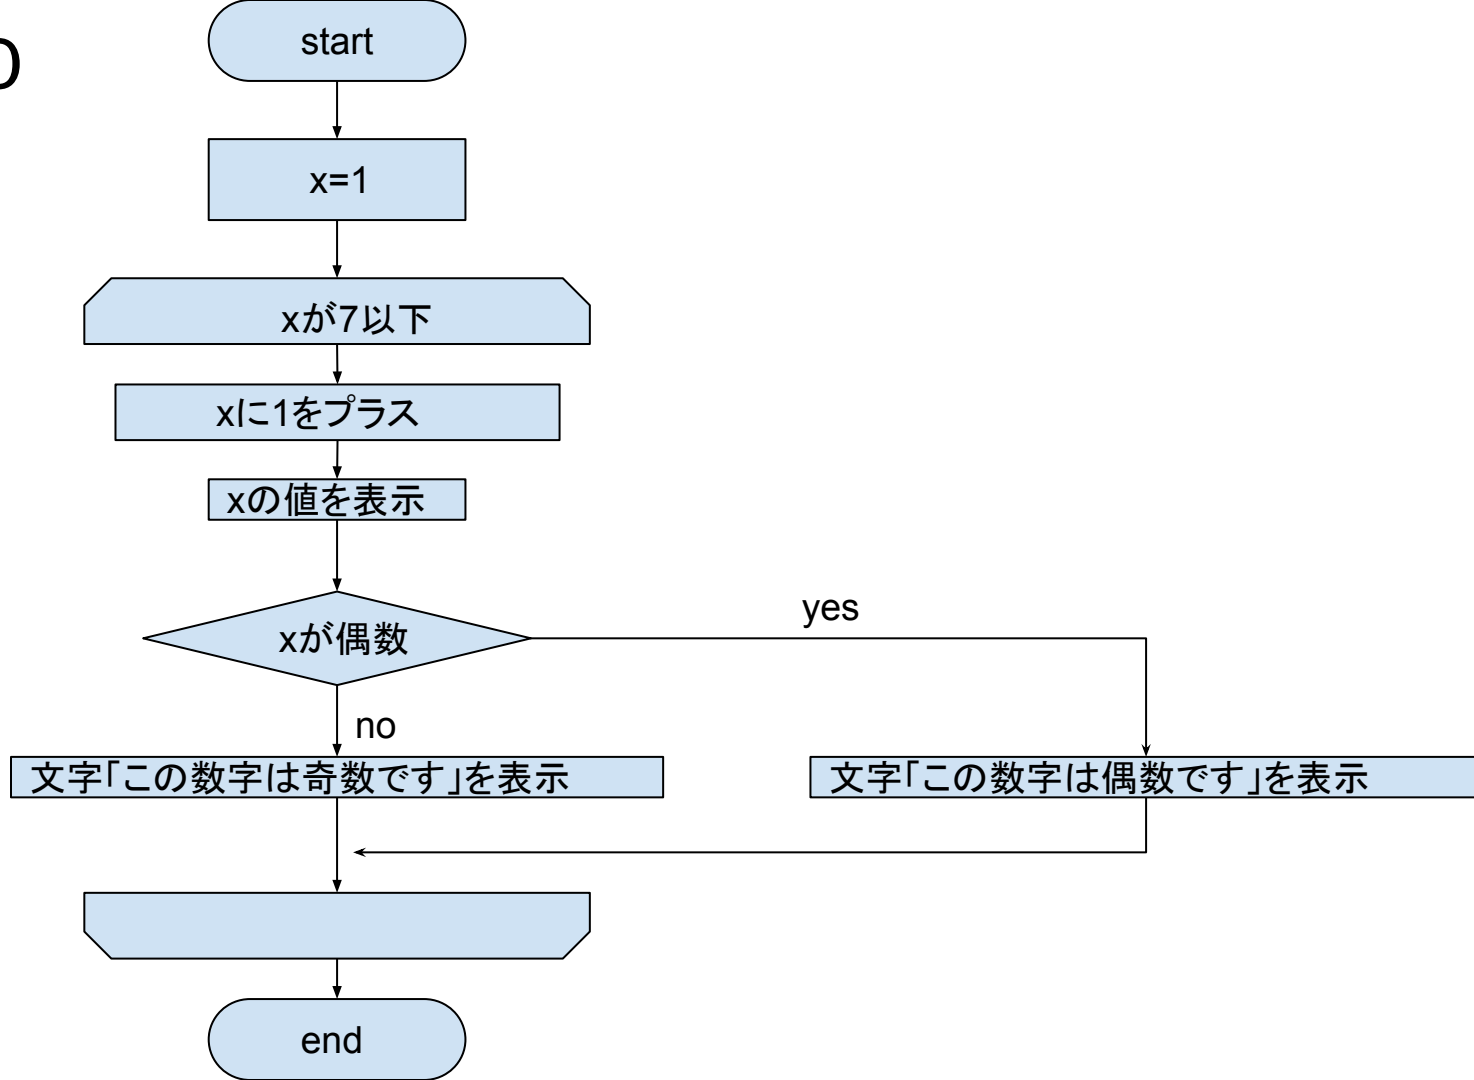 start
x=1
xが7以下
xに1をプラス
xの値を表示
xが偶数
yes
no
文字「この数字は奇数です」を表示
文字「この数字は偶数です」を表示
end